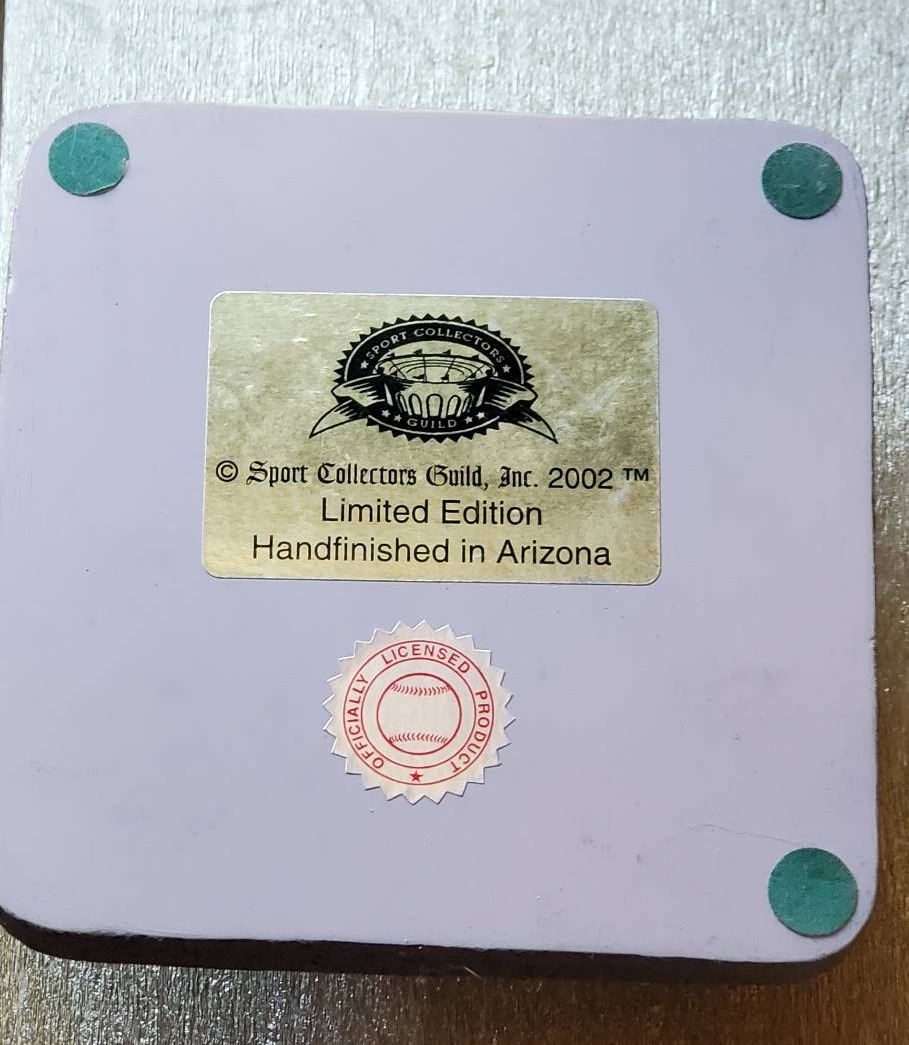 SPORT COLLECTORS
GUILD
© Sport Collectors Guild, Inc. 2002 ™
Limited Edition
Handfinished in Arizona
OFFICIALLY LICENSED PRODUCT